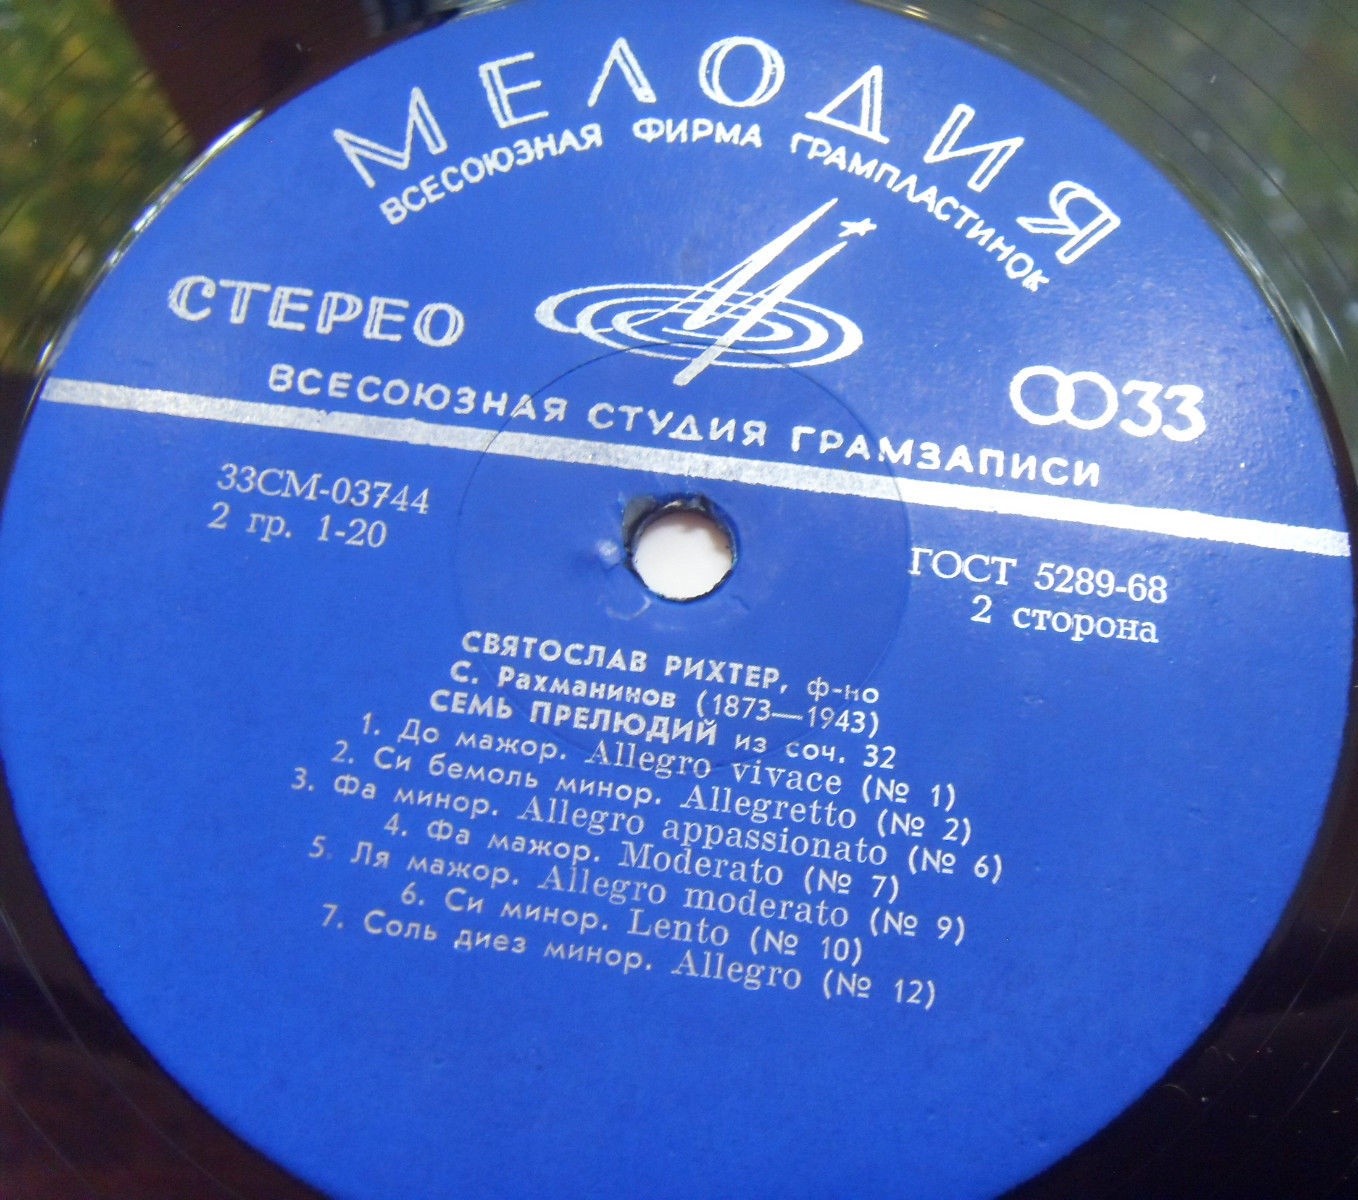 МЕЛОДИЯ
ВСЕСОЮЗНАЯ ФИРМА ГРАМПЛАСТИНОК
СТЕРЕО
33
ВСЕСОЮЗНАЯ СТУДИЯ ГРАМЗАПИСИ
33СМ-03744
2 гр. 1-20
ГОСТ 5289-68
2 сторона
СВЯТОСЛАВ РИХТЕР, ф-но
С. Рахманинов (1873—1943)
СЕМЬ ПРЕЛЮДИЙ из соч. 32
1. До мажор. Allegro vivace (№ 1)
2. Си бемоль минор. Allegretto (№ 2)
3. Фа минор. Allegro appassionato (№ 6)
4. Фа мажор. Moderato (№ 7)
5. Ля мажор. Allegro moderato (№ 9)
6. Си минор. Lento (№ 10)
7. Соль диез минор. Allegro (№ 12)